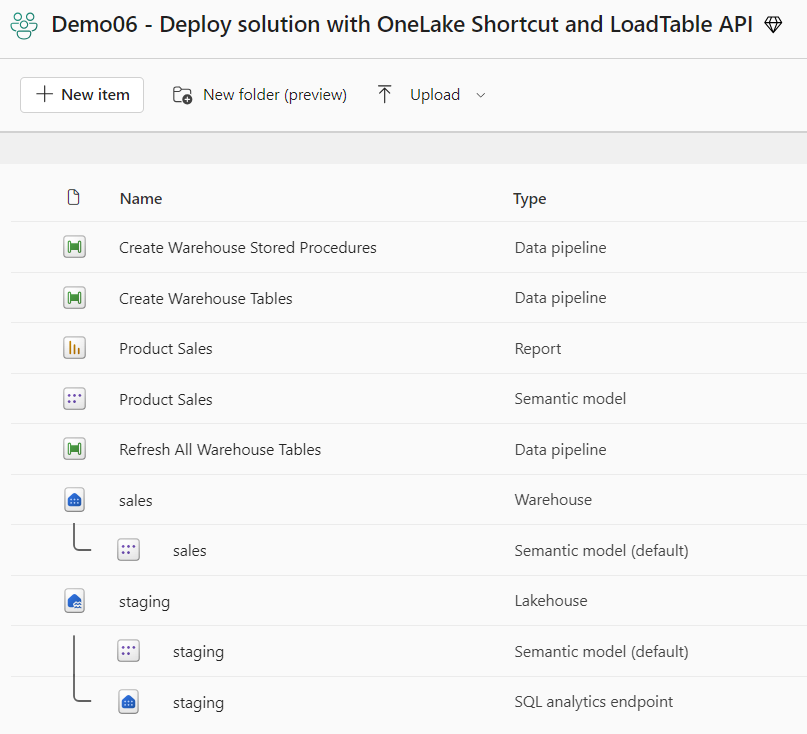 Demo06 - Deploy solution with OneLake Shortcut and LoadTable API
New item New folder (preview) Upload
Name Type
Create Warehouse Stored Procedures Data pipeline
Create Warehouse Tables Data pipeline
Product Sales Report
Product Sales Semantic model
Refresh All Warehouse Tables Data pipeline
sales Warehouse
sales Semantic model (default)
staging Lakehouse
staging Semantic model (default)
staging SQL analytics endpoint